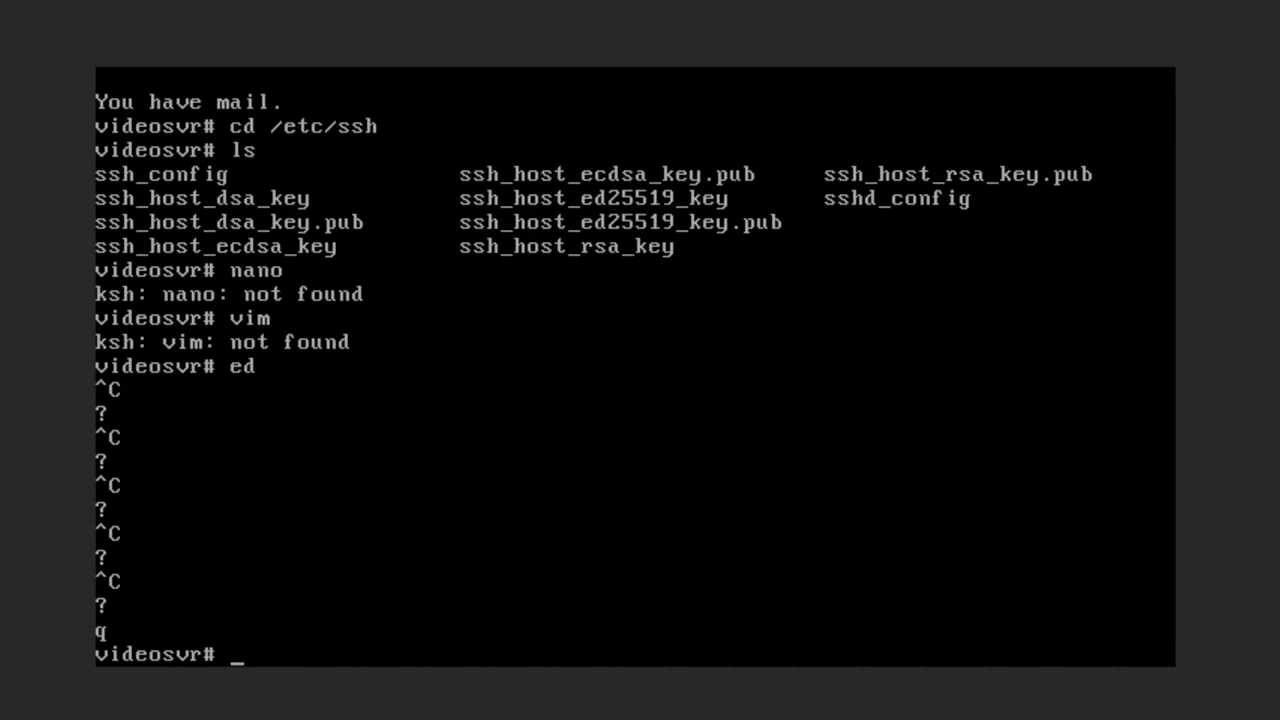 You have mail.
videosvr# cd /etc/ssh
videosvr# ls
ssh_config ssh_host_ecdsa_key.pub ssh_host_rsa_key.pub
ssh_host_dsa_key ssh_host_ed25519_key sshd_config
ssh_host_dsa_key.pub ssh_host_ed25519_key.pub
ssh_host_ecdsa_key ssh_host_rsa_key
videosvr# nano
ksh: nano: not found
videosvr# vim
ksh: vim: not found
videosvr# ed
^C
?
^C
?
^C
?
^C
?
^C
?
q
videosvr# _